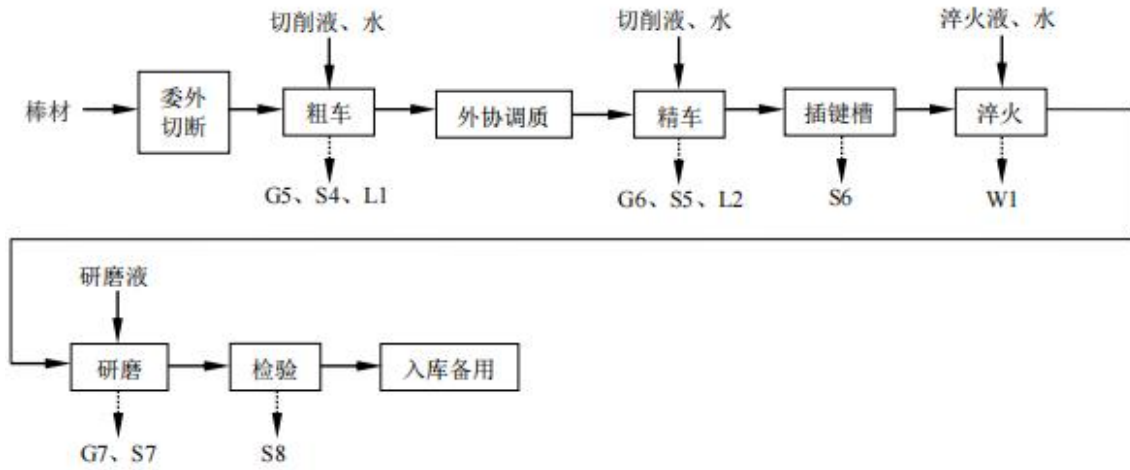 切削液、水
切削液、水
淬火液、水
棒材
委外
切断
粗车
外协调质
精车
插键槽
淬火
G5、S4、L1
G6、S5、L2
S6
W1
研磨液
研磨
检验
入库备用
G7、S7
S8